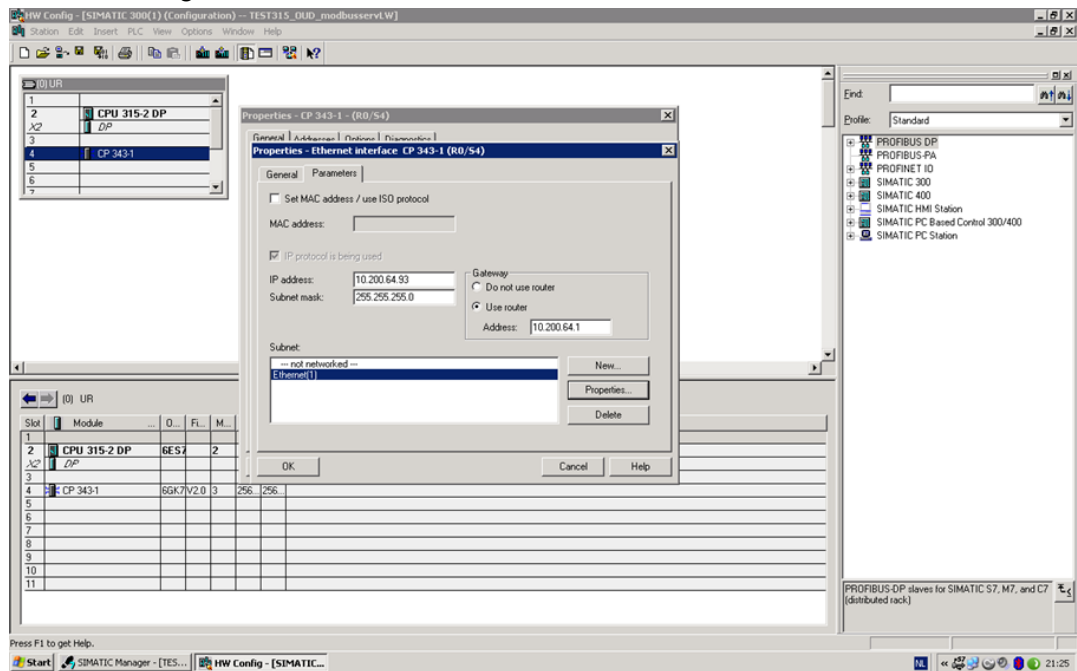 HW Config - [SIMATIC 300(1) (Configuration) -- TEST315_OUD_modbusservLW]
Station Edit Insert PLC View Options Window Help
(0) UR
1
2 CPU 315-2 DP
X2 DP
3
4 CP 343-1
5
6
7
Properties - CP 343-1 - (R0/S4)
General Addresses Options Diagnostics
Properties - Ethernet interface CP 343-1 (R0/S4)
General Parameters
Set MAC address / use ISO protocol
MAC address:
IP protocol is being used
IP address: 10.200.64.93
Subnet mask: 255.255.255.0
Gateway
Do not use router
Use router
Address: 10.200.64.1
Subnet:
--- not networked ---
Ethernet(1)
New...
Properties...
Delete
OK Cancel Help
Find:
Profile: Standard
PROFIBUS DP
PROFIBUS-PA
PROFINET IO
SIMATIC 300
SIMATIC 400
SIMATIC HMI Station
SIMATIC PC Based Control 300/400
SIMATIC PC Station
(0) UR
Slot Module ... O... Fi... M...
1
2 CPU 315-2 DP 6ES7 2
X2 DP
3
4 CP 343-1 6GK7 V2.0 3 256... 256...
5
6
7
8
9
10
11
PROFIBUS-DP slaves for SIMATIC S7, M7, and C7 (distributed rack)
Press F1 to get Help.
Start SIMATIC Manager - [TES... HW Config - [SIMATIC... NL « 21:25